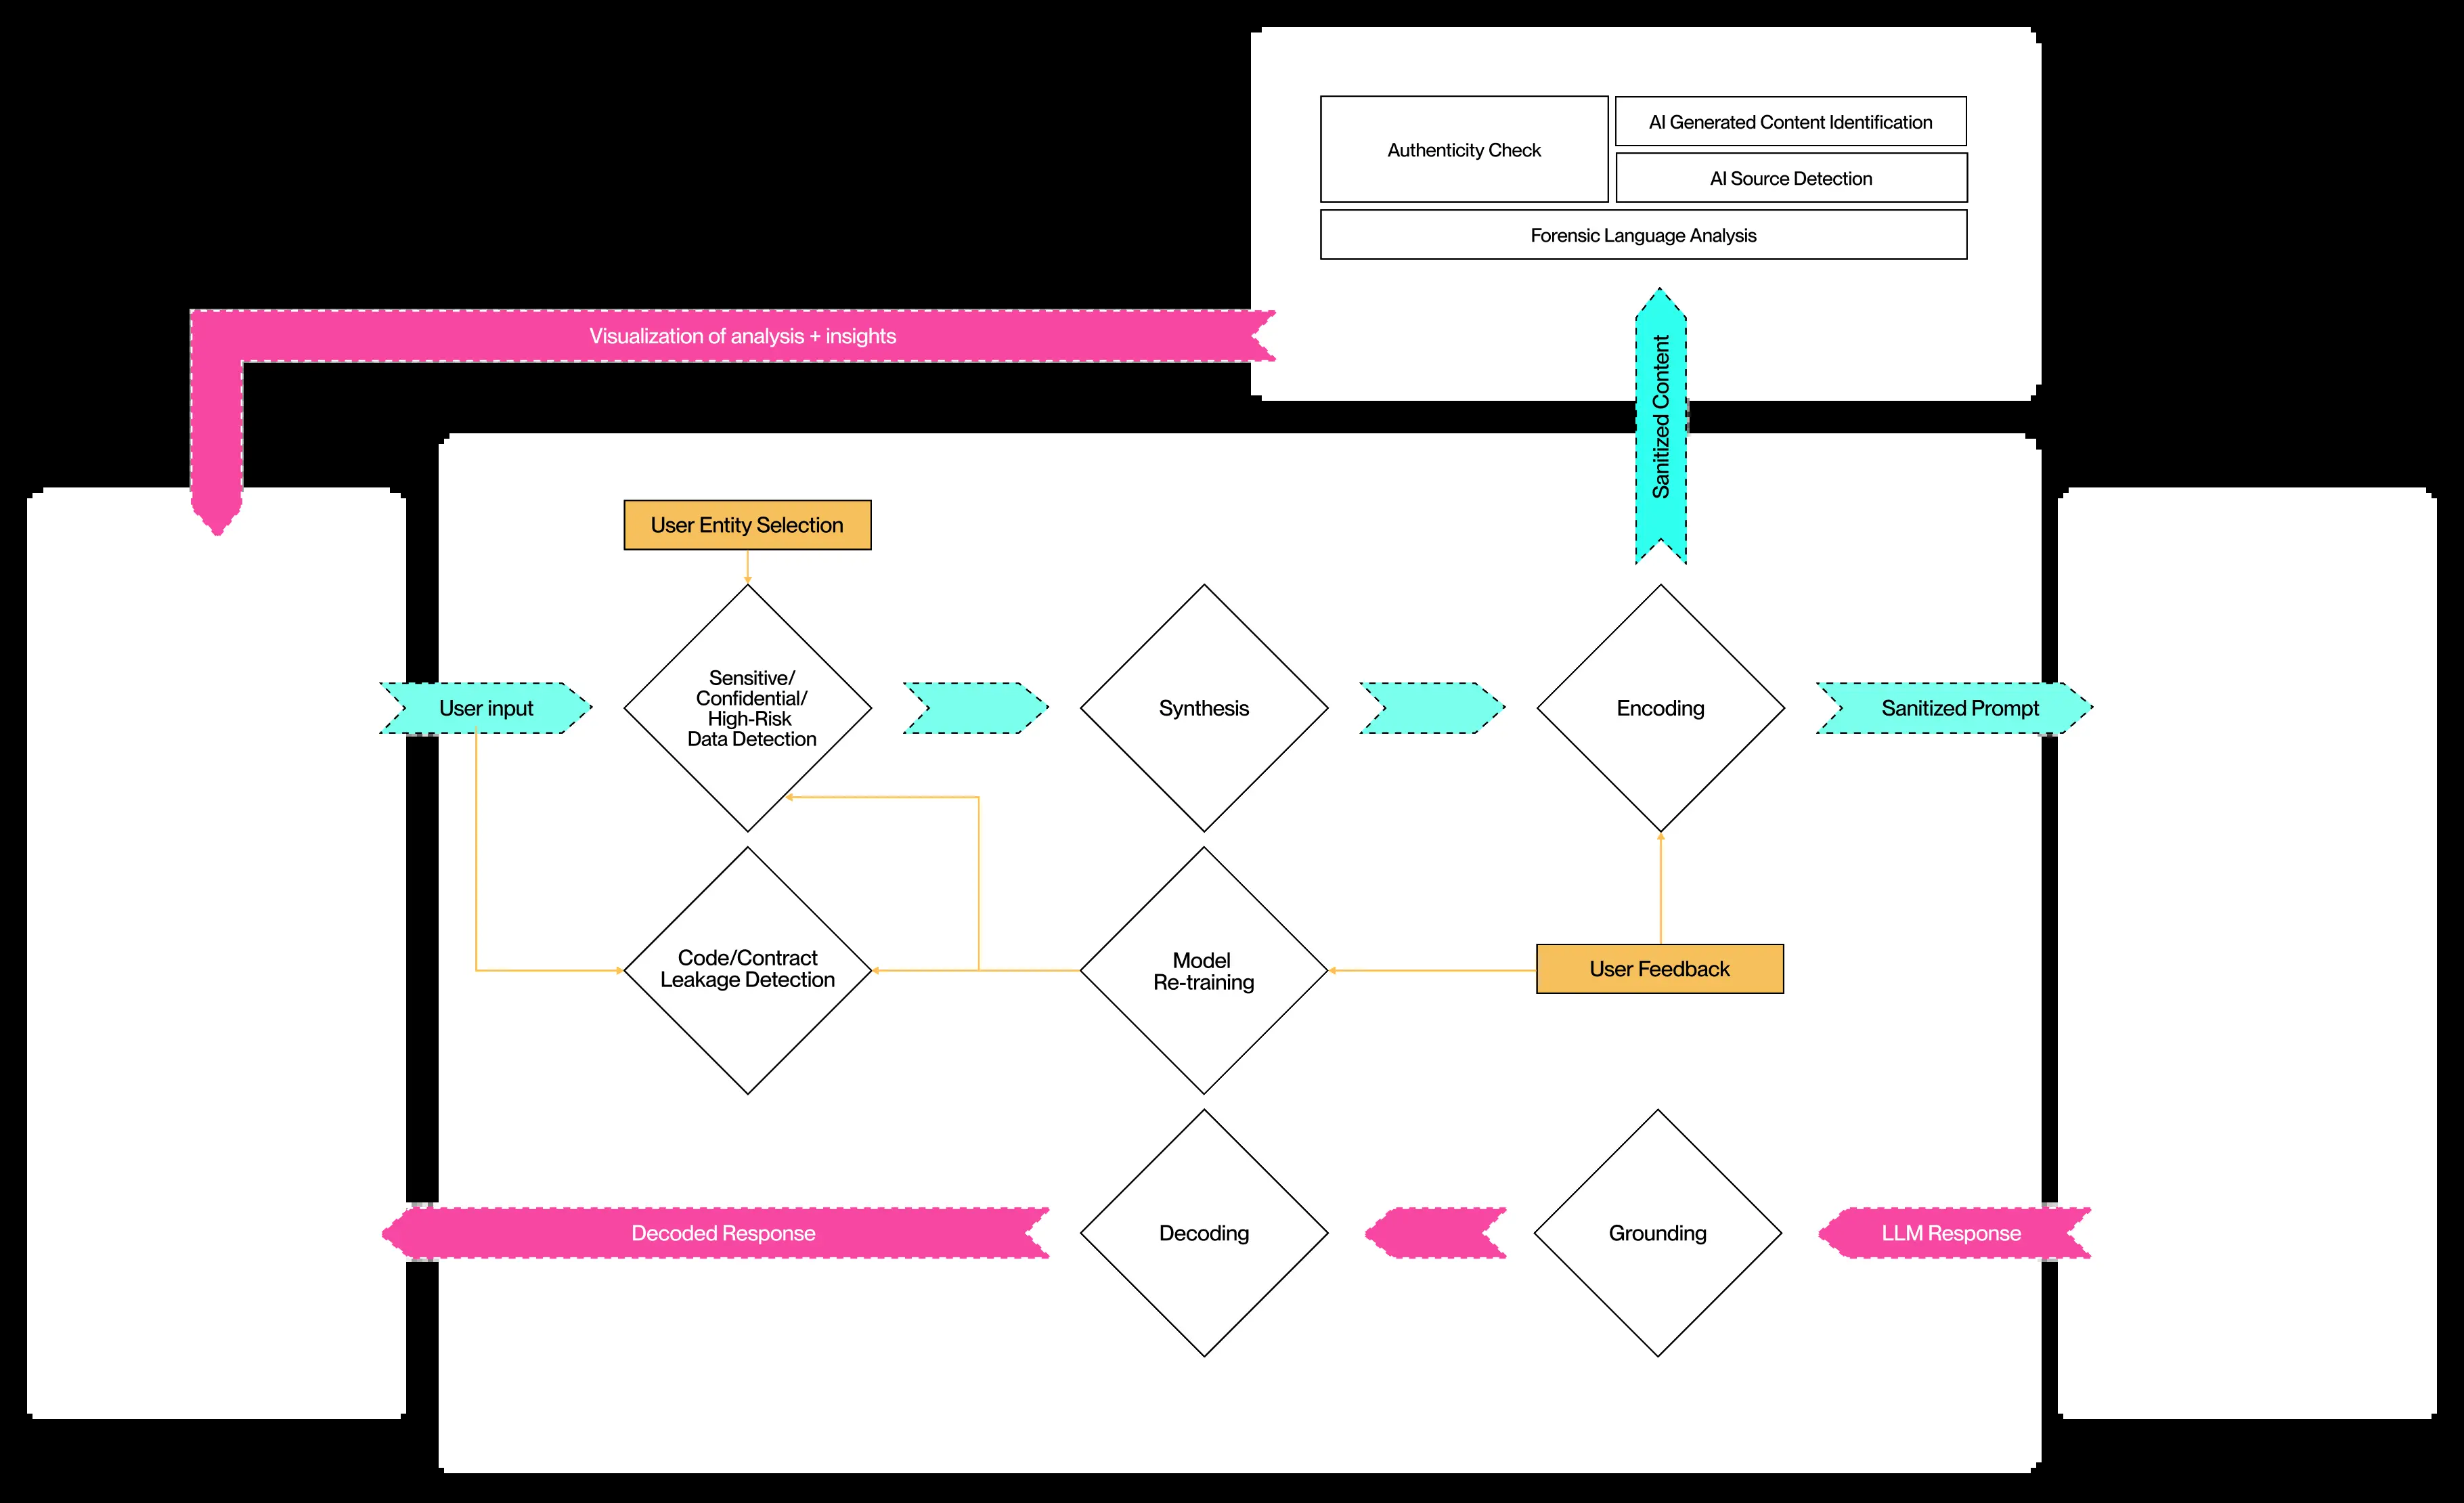 Authenticity Check
AI Generated Content Identification
AI Source Detection
Forensic Language Analysis
Visualization of analysis + insights
Sanitized Content
User Entity Selection
User input
Sensitive/
Confidential/
High-Risk
Data Detection
Synthesis
Encoding
Sanitized Prompt
Code/Contract
Leakage Detection
Model
Re-training
User Feedback
Decoded Response
Decoding
Grounding
LLM Response